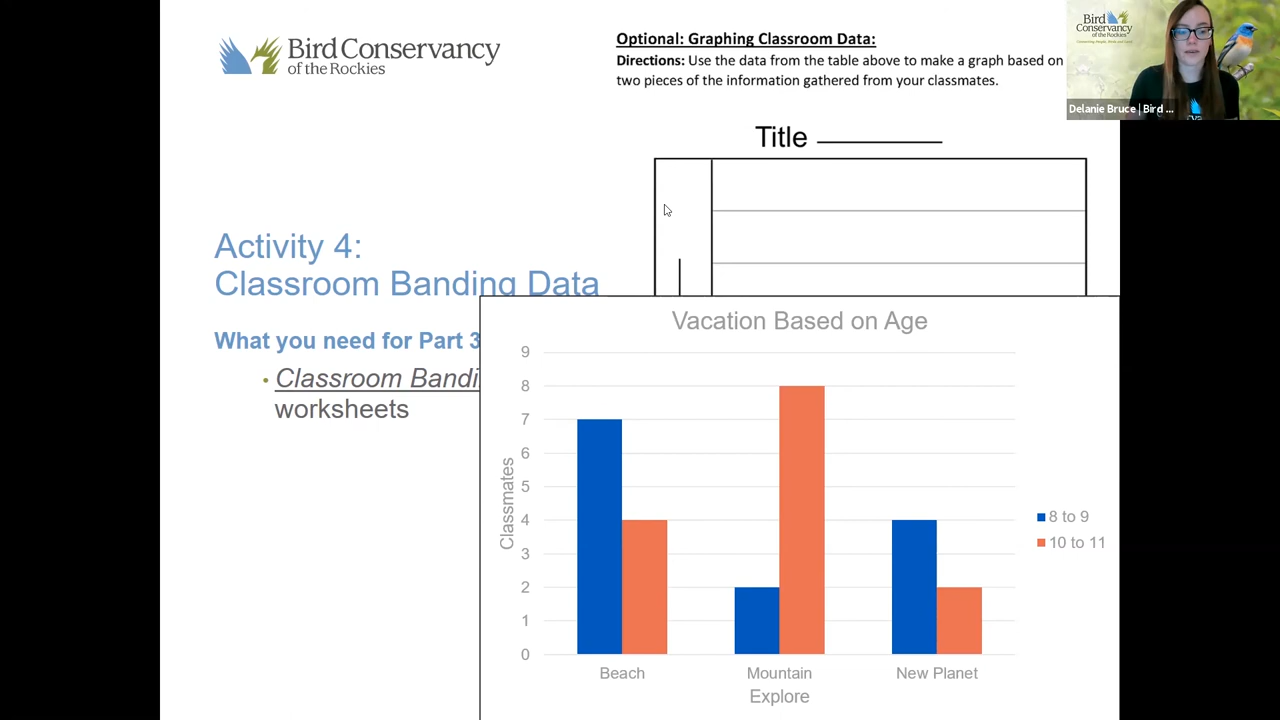 Bird Conservancy
of the Rockies
Optional: Graphing Classroom Data:
Directions: Use the data from the table above to make a graph based on
two pieces of the information gathered from your classmates.
Bird
Conservancy
of the Rockies
Delanie Bruce | Bird ...
Title
Activity 4:
Classroom Banding Data
What you need for Part 3
• Classroom Bandi
worksheets
Vacation Based on Age
9
8
7
6
5
4
3
2
1
0
Classmates
Beach
Mountain
New Planet
Explore
8 to 9
10 to 11